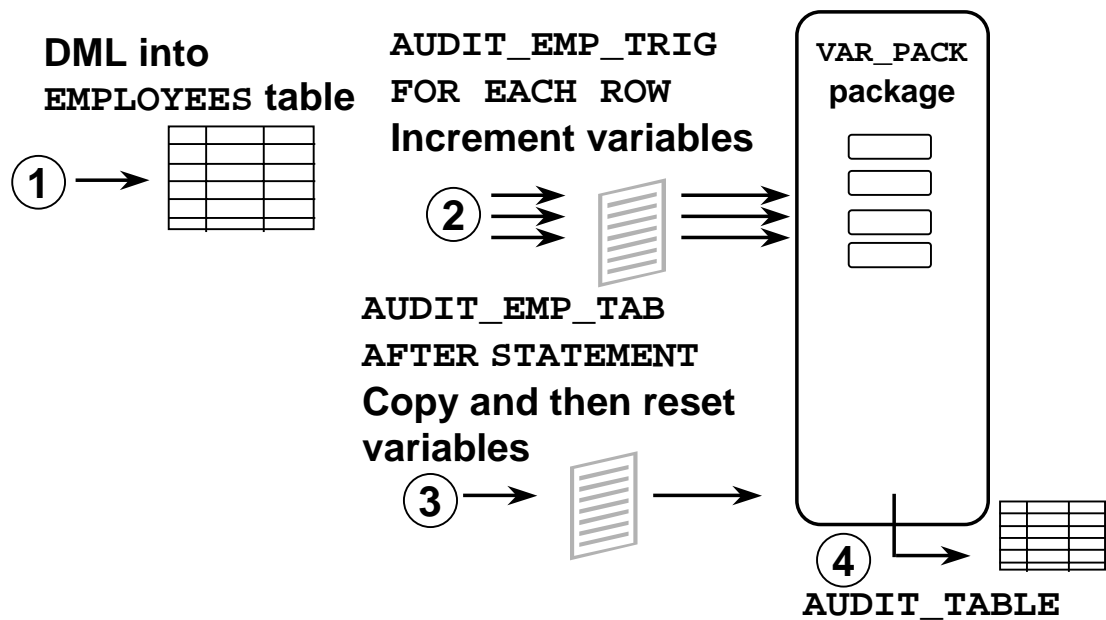 DML into
EMPLOYEES table
1
AUDIT_EMP_TRIG
FOR EACH ROW
Increment variables
2
VAR_PACK
package
AUDIT_EMP_TAB
AFTER STATEMENT
Copy and then reset
variables
3
4
AUDIT_TABLE